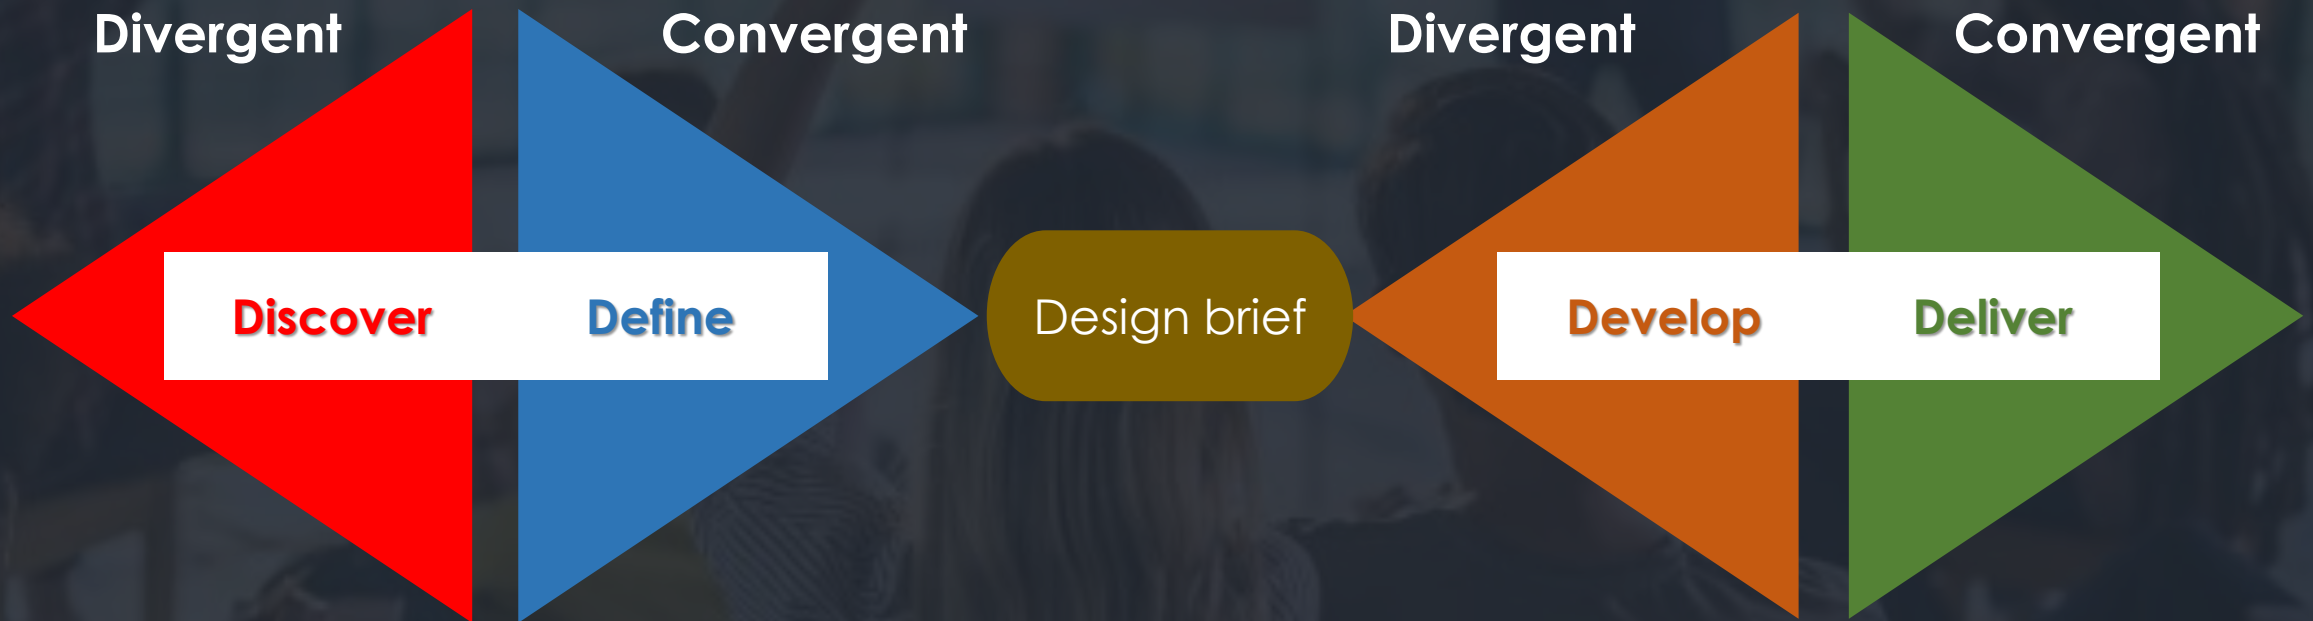 Divergent
Convergent
Divergent
Convergent
Discover
Define
Design brief
Develop
Deliver